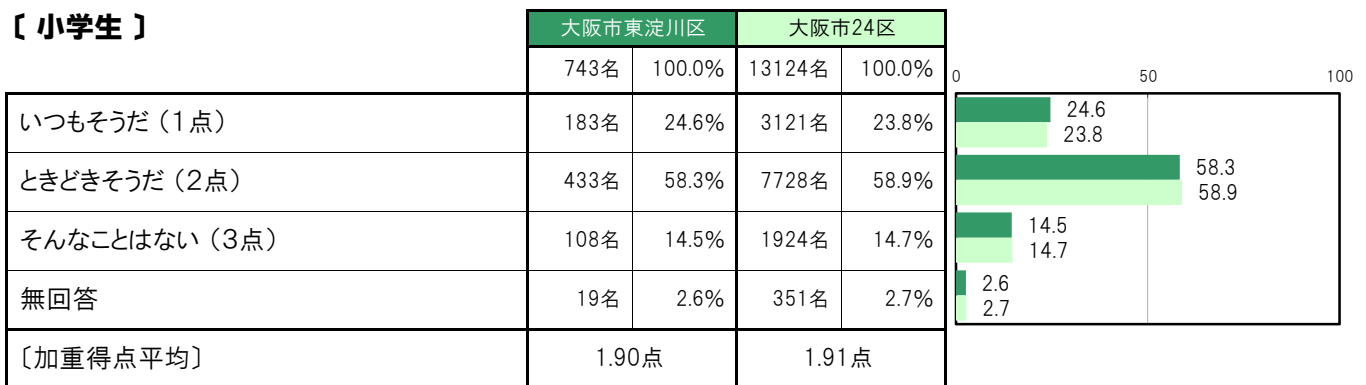 〔 小学生 〕
大阪市東淀川区 大阪市24区
743名 100.0% 13124名 100.0%
0 50 100
いつもそうだ（1点） 183名 24.6% 3121名 23.8%
24.6
23.8
ときどきそうだ（2点） 433名 58.3% 7728名 58.9%
58.3
58.9
そんなことはない（3点） 108名 14.5% 1924名 14.7%
14.5
14.7
無回答 19名 2.6% 351名 2.7%
2.6
2.7
〔加重得点平均〕 1.90点 1.91点